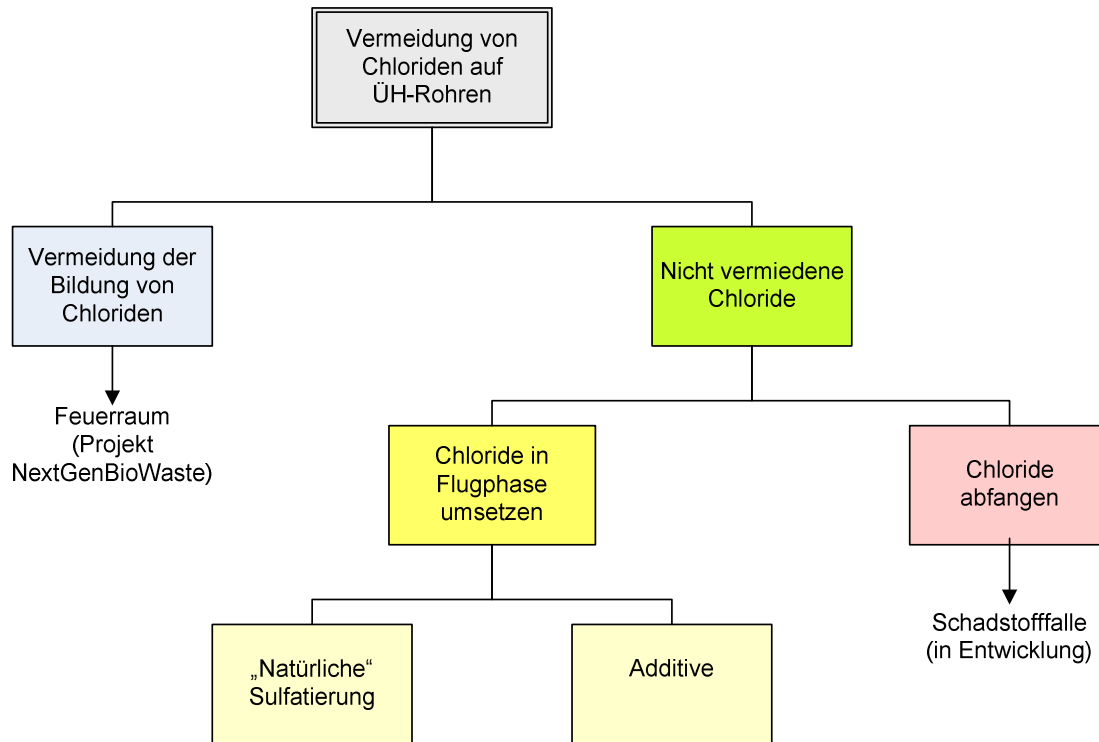 Vermeidung von
Chloriden auf
ÜH-Rohren
Vermeidung der
Bildung von
Chloriden
Nicht vermiedene
Chloride
Feuerraum
(Projekt
NextGenBioWaste)
Chloride in
Flugphase
umsetzen
Chloride
abfangen
„Natürliche“
Sulfatierung
Additive
Schadstofffalle
(in Entwicklung)